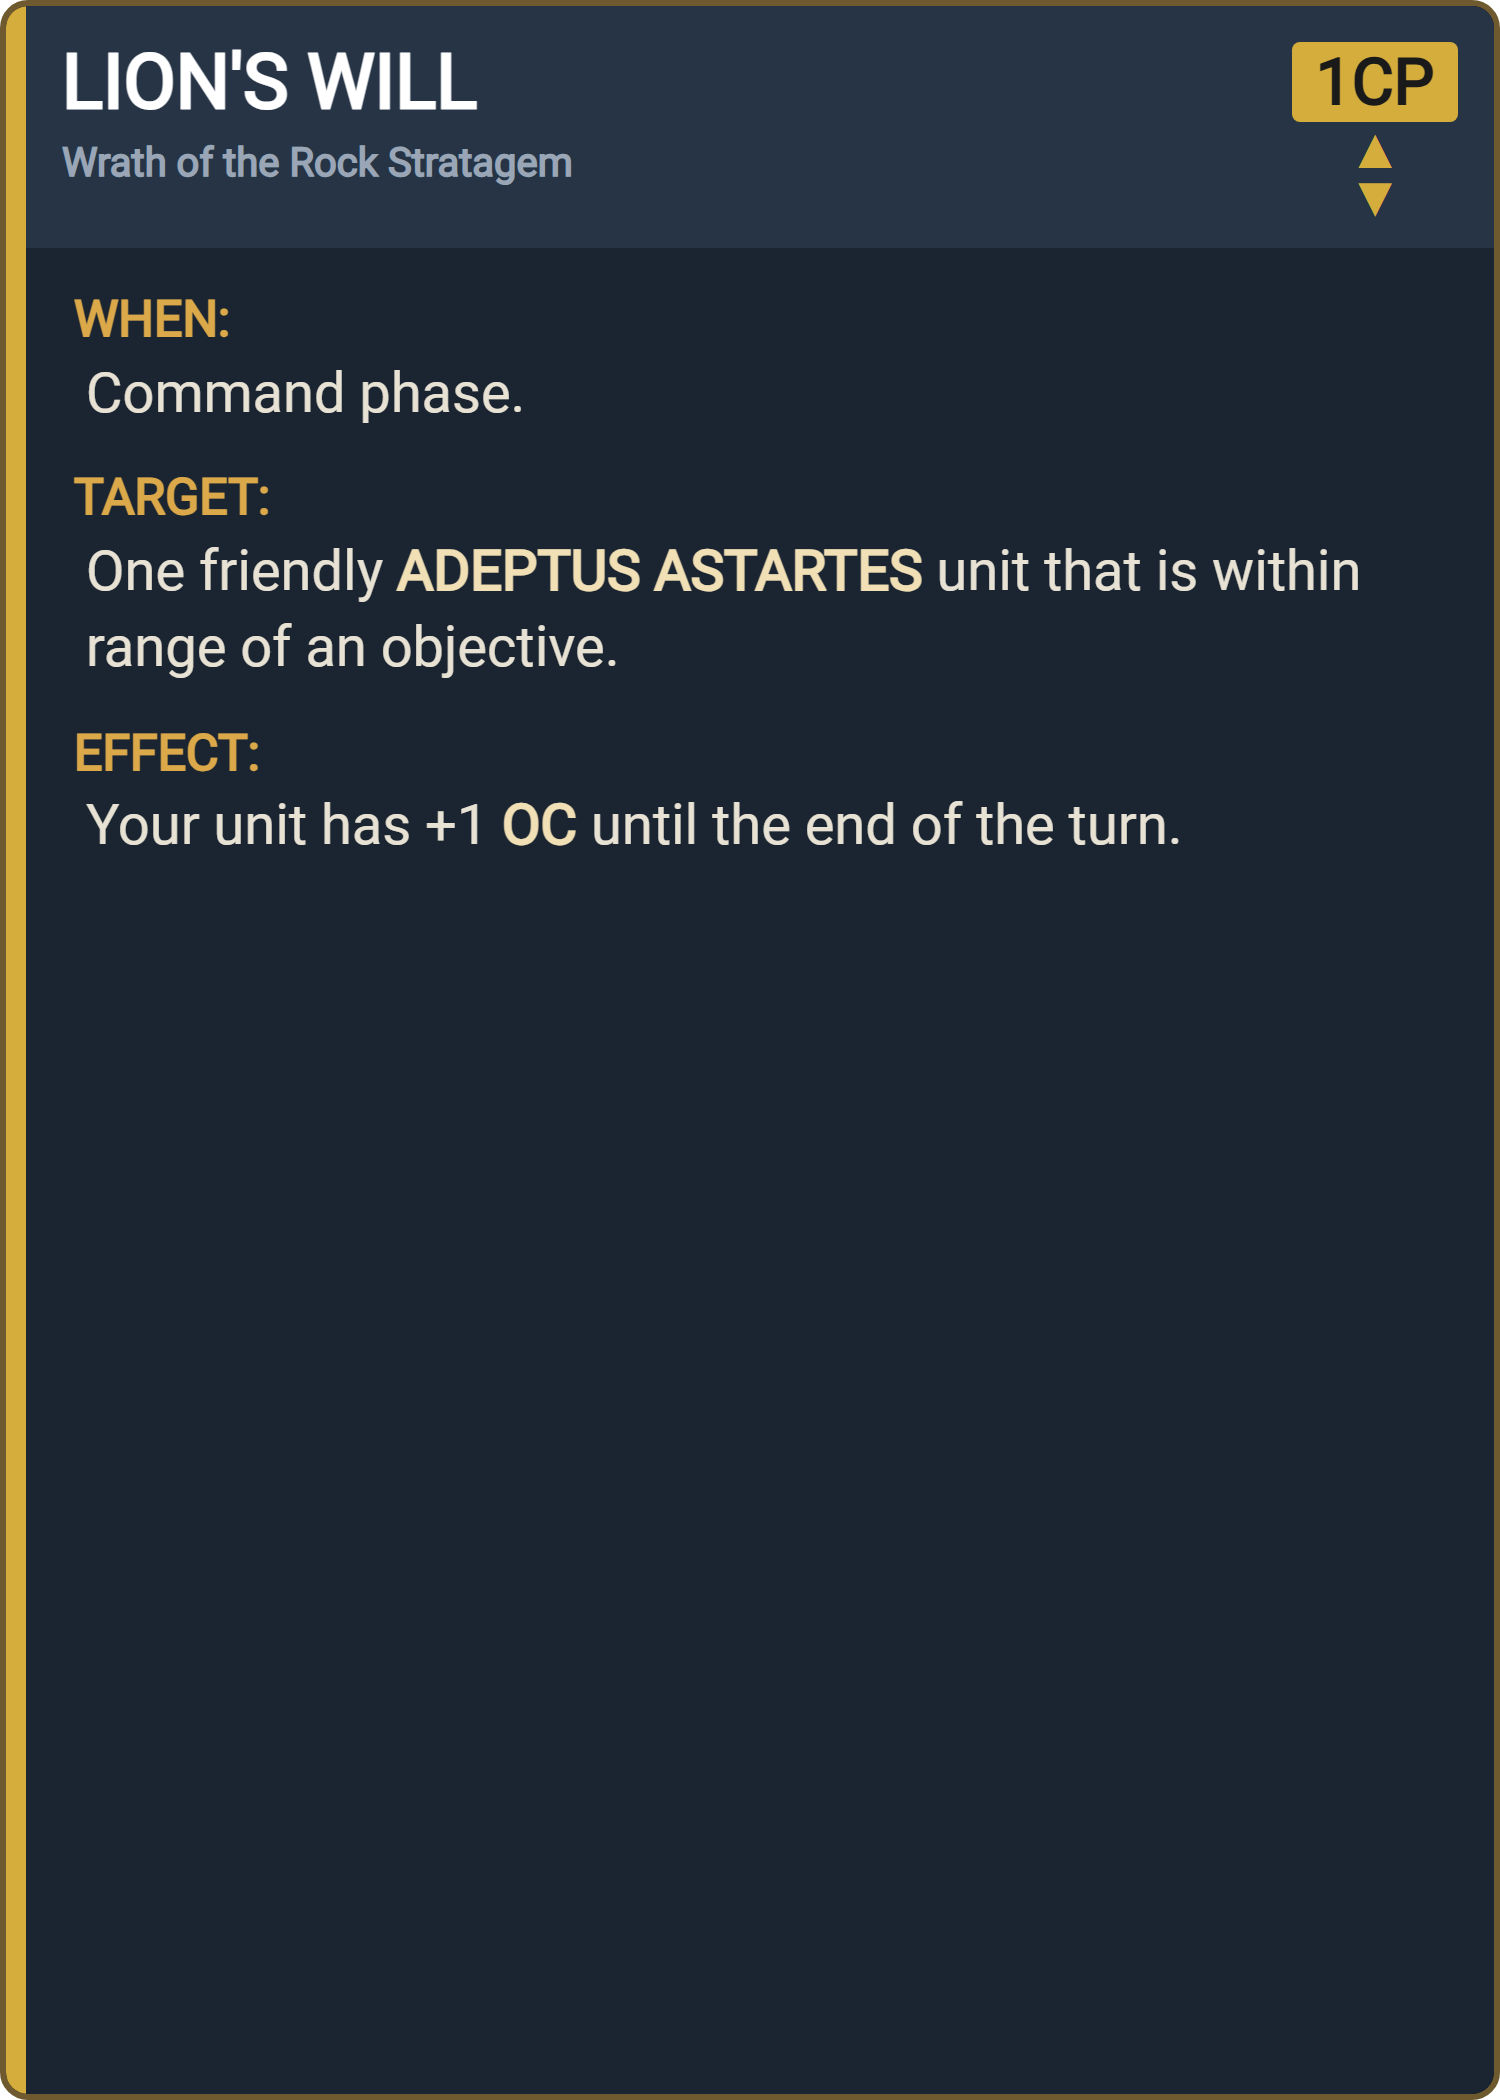 LION'S WILL
1CP
Wrath of the Rock Stratagem
▲
▼
WHEN:
Command phase.
TARGET:
One friendly ADEPTUS ASTARTES unit that is within
range of an objective.
EFFECT:
Your unit has +1 OC until the end of the turn.